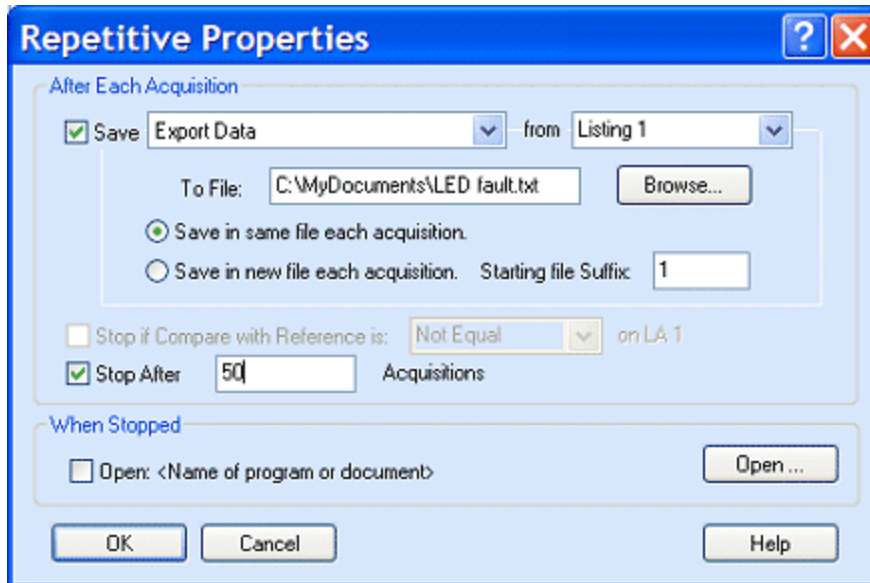 Repetitive Properties
After Each Acquisition
Save Export Data from Listing 1
To File: C:\MyDocuments\LED fault.txt Browse...
Save in same file each acquisition.
Save in new file each acquisition. Starting file Suffix: 1
Stop if Compare with Reference is: Not Equal on LA 1
Stop After 50 Acquisitions
When Stopped
Open: <Name of program or document> Open ...
OK Cancel Help